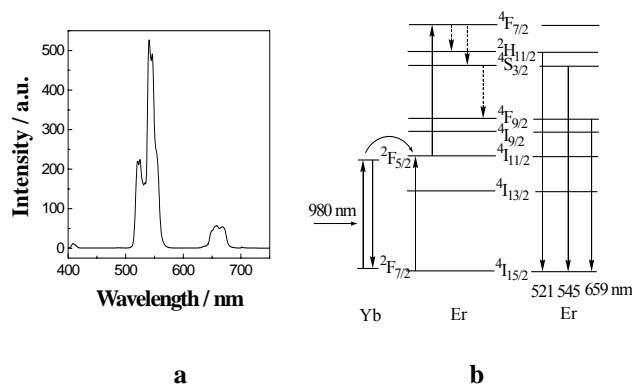 Intensity / a.u.
500
400
300
200
100
0
400 500 600 700
Wavelength / nm
a
⁴F₇/₂
²H₁₁/₂
⁴S₃/₂
⁴F₉/₂
⁴I₉/₂
²F₅/₂ ⁴I₁₁/₂
⁴I₁₃/₂
980 nm
²F₇/₂ ⁴I₁₅/₂
521 545 659 nm
Yb Er Er
b